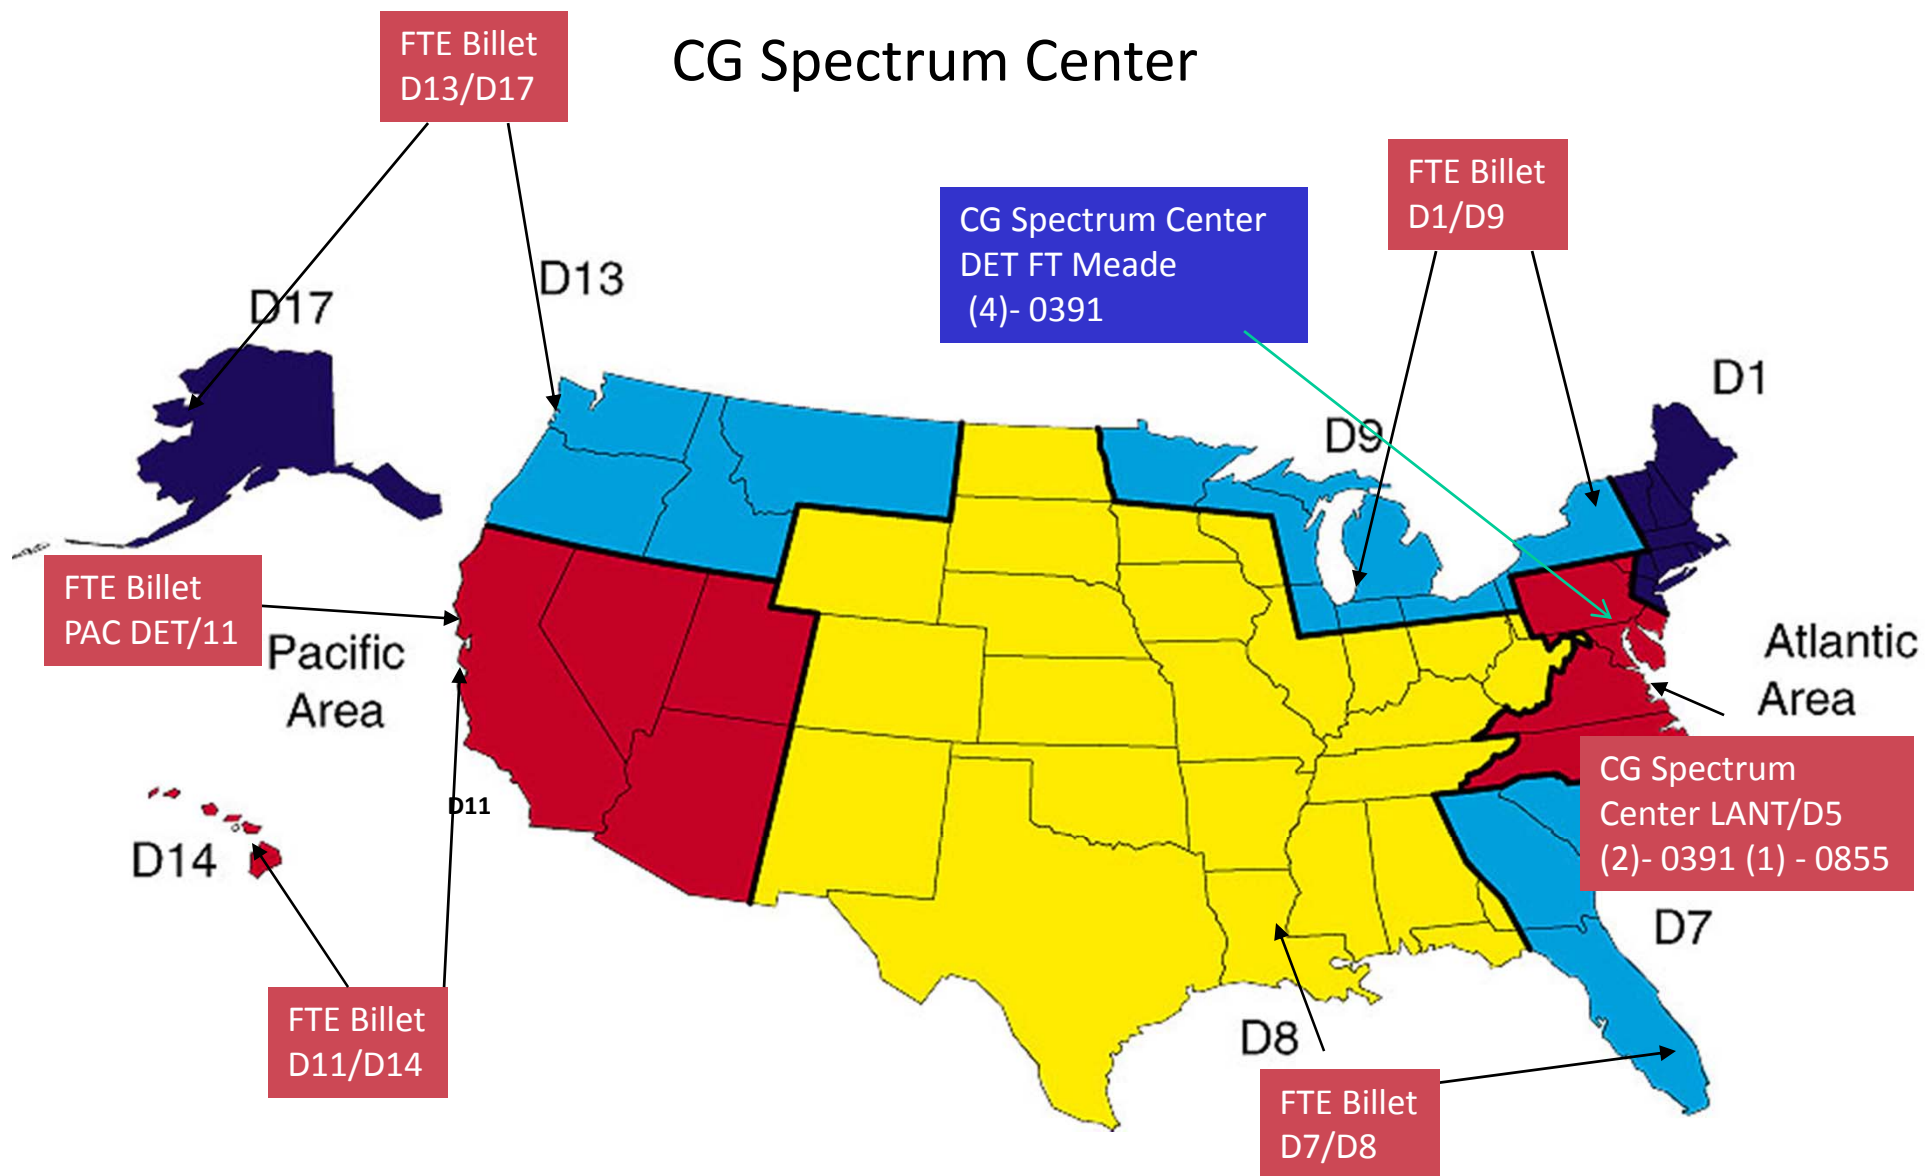 CG Spectrum Center
FTE Billet
D13/D17
FTE Billet
D1/D9
CG Spectrum Center
DET FT Meade
(4)- 0391
D13
D17
D1
D9
FTE Billet
PAC DET/11
Pacific
Area
Atlantic
Area
CG Spectrum
Center LANT/D5
(2)- 0391 (1) - 0855
D11
D14
D7
FTE Billet
D11/D14
D8
FTE Billet
D7/D8